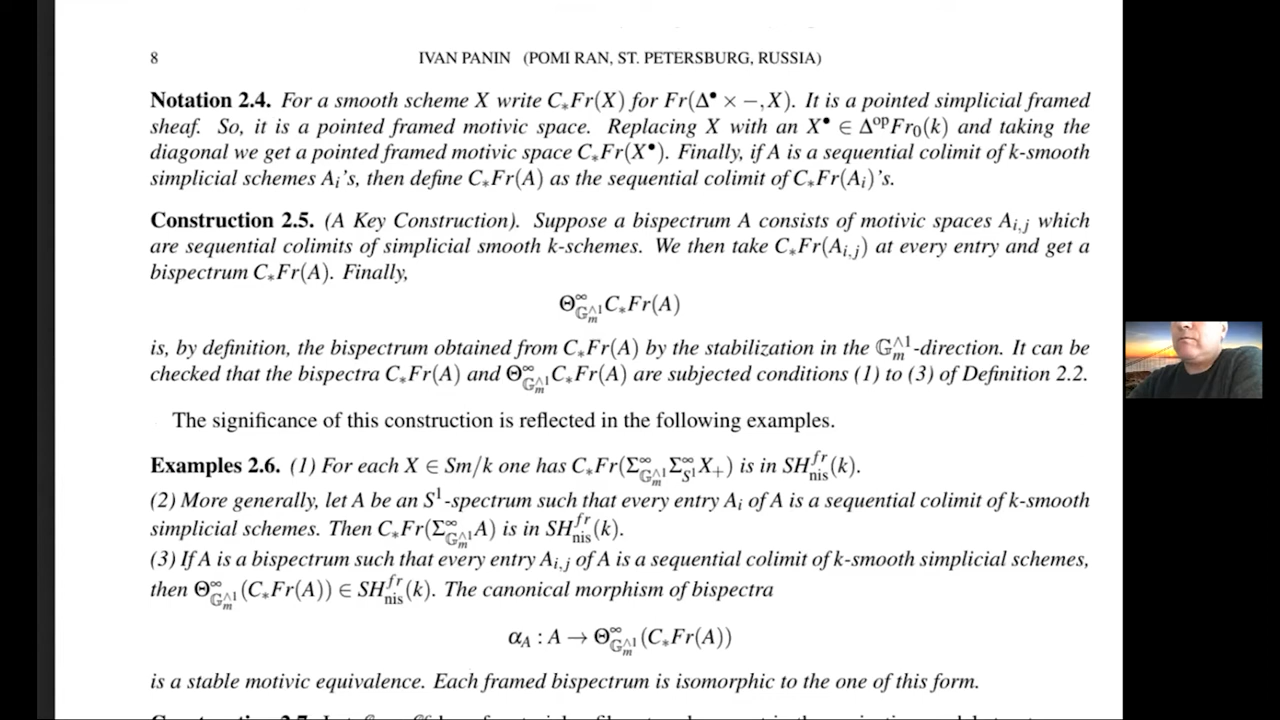 8
IVAN PANIN (POMI RAN, ST. PETERSBURG, RUSSIA)
Notation 2.4. For a smooth scheme X write C_*Fr(X) for Fr(Δ^• × −, X). It is a pointed simplicial framed
sheaf. So, it is a pointed framed motivic space. Replacing X with an X^• ∈ Δ^{op}Fr_0(k) and taking the
diagonal we get a pointed framed motivic space C_*Fr(X^•). Finally, if A is a sequential colimit of k-smooth
simplicial schemes A_i's, then define C_*Fr(A) as the sequential colimit of C_*Fr(A_i)'s.
Construction 2.5. (A Key Construction). Suppose a bispectrum A consists of motivic spaces A_{i,j} which
are sequential colimits of simplicial smooth k-schemes. We then take C_*Fr(A_{i,j}) at every entry and get a
bispectrum C_*Fr(A). Finally,
Θ^∞_{𝔾_m^{∧1}} C_*Fr(A)
is, by definition, the bispectrum obtained from C_*Fr(A) by the stabilization in the 𝔾_m^{∧1}-direction. It can be
checked that the bispectra C_*Fr(A) and Θ^∞_{𝔾_m^{∧1}} C_*Fr(A) are subjected conditions (1) to (3) of Definition 2.2.
The significance of this construction is reflected in the following examples.
Examples 2.6. (1) For each X ∈ Sm/k one has C_*Fr(Σ^∞_{𝔾_m^{∧1}} Σ^∞_{S^1} X_+) is in SH^{fr}_{nis}(k).
(2) More generally, let A be an S^1-spectrum such that every entry A_i of A is a sequential colimit of k-smooth
simplicial schemes. Then C_*Fr(Σ^∞_{𝔾_m^{∧1}} A) is in SH^{fr}_{nis}(k).
(3) If A is a bispectrum such that every entry A_{i,j} of A is a sequential colimit of k-smooth simplicial schemes,
then Θ^∞_{𝔾_m^{∧1}}(C_*Fr(A)) ∈ SH^{fr}_{nis}(k). The canonical morphism of bispectra
α_A : A → Θ^∞_{𝔾_m^{∧1}}(C_*Fr(A))
is a stable motivic equivalence. Each framed bispectrum is isomorphic to the one of this form.